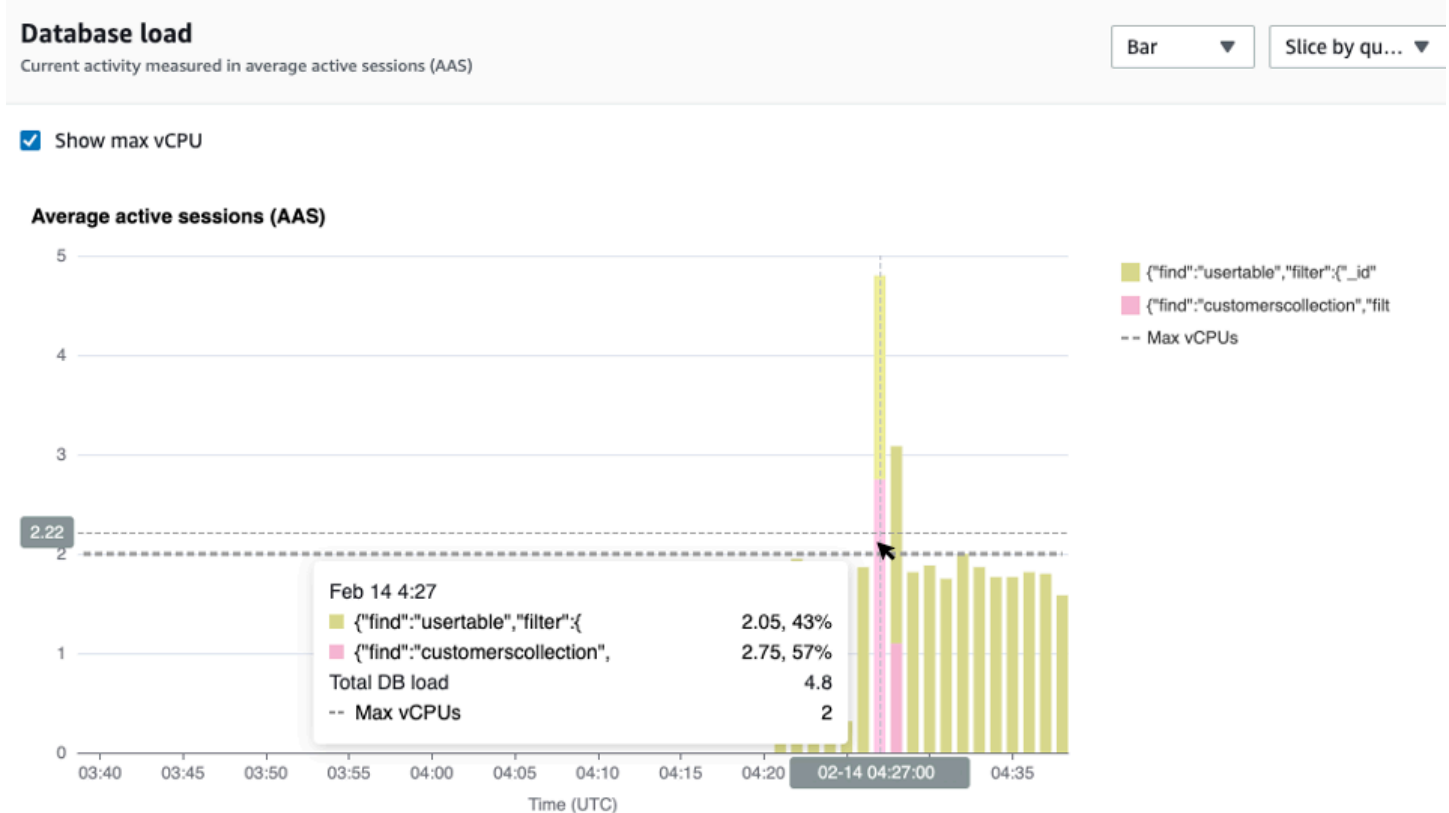 Database load
Current activity measured in average active sessions (AAS)
Bar
Slice by qu...
Show max vCPU
Average active sessions (AAS)
5
4
3
2.22
2
1
0
{"find":"usertable","filter":{"_id"
{"find":"customerscollection","filt
-- Max vCPUs
Feb 14 4:27
{"find":"usertable","filter":{ 2.05, 43%
{"find":"customerscollection", 2.75, 57%
Total DB load 4.8
-- Max vCPUs 2
03:40 03:45 03:50 03:55 04:00 04:05 04:10 04:15 04:20 02-14 04:27:00 04:35
Time (UTC)